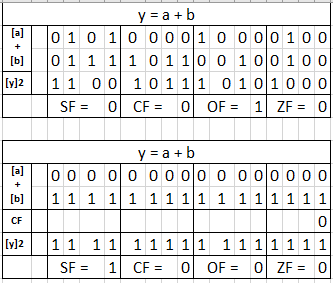 y = a + b
[a] 0 1 0 1 0 0 0 0 1 0 0 0 0 1 0 0
+
[b] 0 1 1 1 1 0 1 1 0 0 1 0 0 1 0 0
[y]2 1 1 0 0 1 0 1 1 1 0 1 0 1 0 0 0
SF = 0 CF = 0 OF = 1 ZF = 0
y = a + b
[a] 0 0 0 0 0 0 0 0 0 0 0 0 0 0 0 0
+
[b] 1 1 1 1 1 1 1 1 1 1 1 1 1 1 1 1
CF 0
[y]2 1 1 1 1 1 1 1 1 1 1 1 1 1 1 1 1
SF = 1 CF = 0 OF = 0 ZF = 0